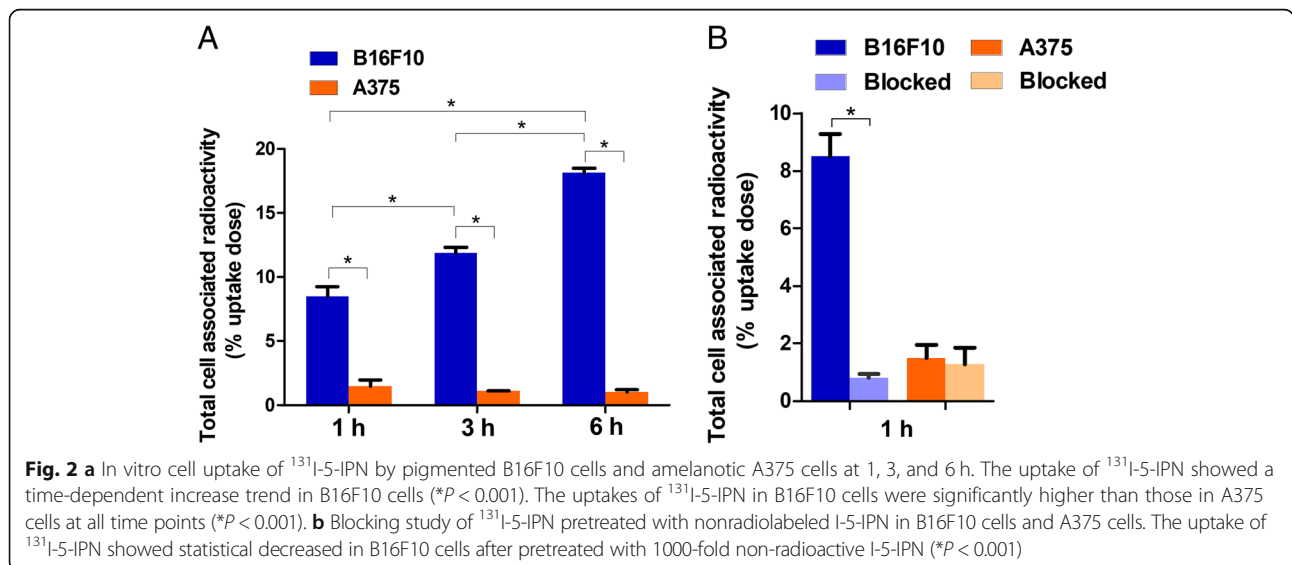 A
B16F10
A375
Total cell associated radioactivity
(% uptake dose)
20
15
10
5
0
*
*
*
*
*
*
1 h
3 h
6 h
B
B16F10
A375
Blocked
Blocked
Total cell associated radioactivity
(% uptake dose)
10
8
6
4
2
0
*
1 h
Fig. 2 a In vitro cell uptake of ¹³¹I-5-IPN by pigmented B16F10 cells and amelanotic A375 cells at 1, 3, and 6 h. The uptake of ¹³¹I-5-IPN showed a
time-dependent increase trend in B16F10 cells (*P < 0.001). The uptakes of ¹³¹I-5-IPN in B16F10 cells were significantly higher than those in A375
cells at all time points (*P < 0.001). b Blocking study of ¹³¹I-5-IPN pretreated with nonradiolabeled I-5-IPN in B16F10 cells and A375 cells. The uptake of
¹³¹I-5-IPN showed statistical decreased in B16F10 cells after pretreated with 1000-fold non-radioactive I-5-IPN (*P < 0.001)